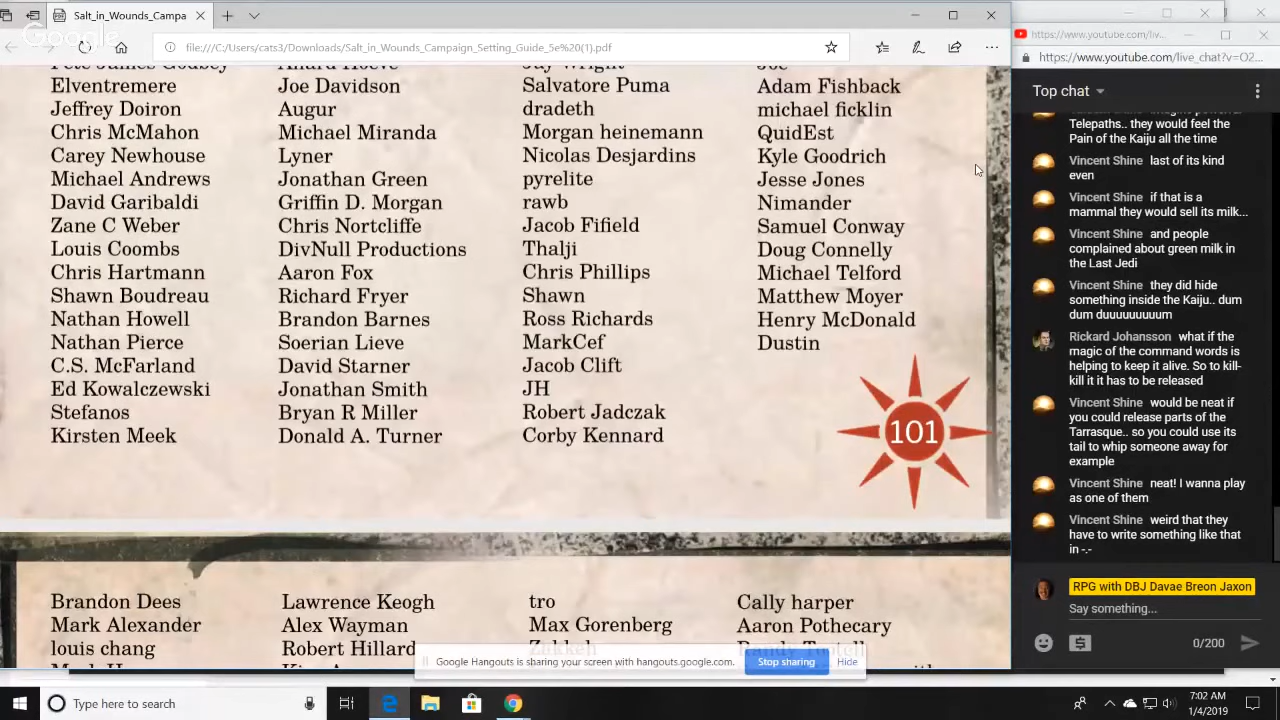 Salt_in_Wounds_Campa
Google
file:///C:/Users/cats3/Downloads/Salt_in_Wounds_Campaign_Setting_Guide_5e%20(1).pdf
https://www.youtube.com/liv...
https://www.youtube.com/live_chat?v=O2...
Pete James Godsey
Elventremere
Jeffrey Doiron
Chris McMahon
Carey Newhouse
Michael Andrews
David Garibaldi
Zane C Weber
Louis Coombs
Chris Hartmann
Shawn Boudreau
Nathan Howell
Nathan Pierce
C.S. McFarland
Ed Kowalczewski
Stefanos
Kirsten Meek
Joe Davidson
Augur
Michael Miranda
Lyner
Jonathan Green
Griffin D. Morgan
Chris Nortcliffe
DivNull Productions
Aaron Fox
Richard Fryer
Brandon Barnes
Soerian Lieve
David Starner
Jonathan Smith
Bryan R Miller
Donald A. Turner
Jay Wright
Salvatore Puma
dradeth
Morgan heinemann
Nicolas Desjardins
pyrelite
rawb
Jacob Fifield
Thalji
Chris Phillips
Shawn
Ross Richards
MarkCef
Jacob Clift
JH
Robert Jadczak
Corby Kennard
Joe
Adam Fishback
michael ficklin
QuidEst
Kyle Goodrich
Jesse Jones
Nimander
Samuel Conway
Doug Connelly
Michael Telford
Matthew Moyer
Henry McDonald
Dustin
101
Brandon Dees
Mark Alexander
louis chang
Lawrence Keogh
Alex Wayman
Robert Hillard
tro
Max Gorenberg
Zokkeh
Cally harper
Aaron Pothecary
Randy Tootell
Google Hangouts is sharing your screen with hangouts.google.com.
Stop sharing
Hide
Top chat
Telepaths.. they would feel the
Pain of the Kaiju all the time
Vincent Shine last of its kind
even
Vincent Shine if that is a
mammal they would sell its milk...
Vincent Shine and people
complained about green milk in
the Last Jedi
Vincent Shine they did hide
something inside the Kaiju.. dum
dum duuuuuuuuum
Rickard Johansson what if the
magic of the command words is
helping to keep it alive. So to kill-
kill it it has to be released
Vincent Shine would be neat if
you could release parts of the
Tarrasque.. so you could use its
tail to whip someone away for
example
Vincent Shine neat! I wanna play
as one of them
Vincent Shine weird that they
have to write something like that
in -.-
RPG with DBJ Davae Breon Jaxon
Say something...
0/200
Type here to search
7:02 AM
1/4/2019